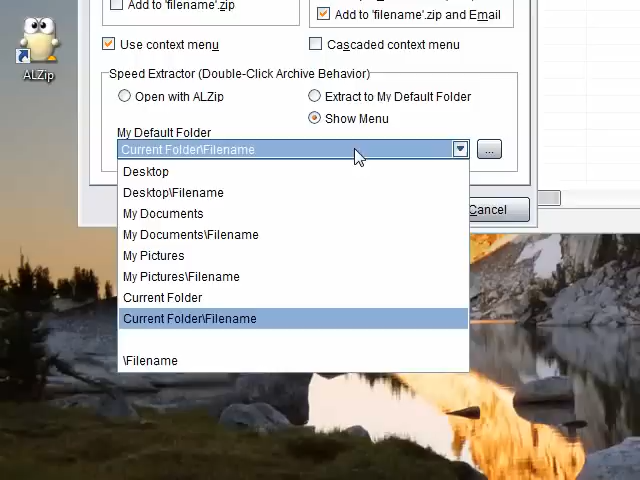 Add to 'filename'.zip
Add to 'filename'.zip and Email
ALZip
Use context menu
Cascaded context menu
Speed Extractor (Double-Click Archive Behavior)
Open with ALZip
Extract to My Default Folder
Show Menu
My Default Folder
Current Folder\Filename
...
Desktop
Desktop\Filename
My Documents
My Documents\Filename
Cancel
My Pictures
My Pictures\Filename
Current Folder
Current Folder\Filename
\Filename